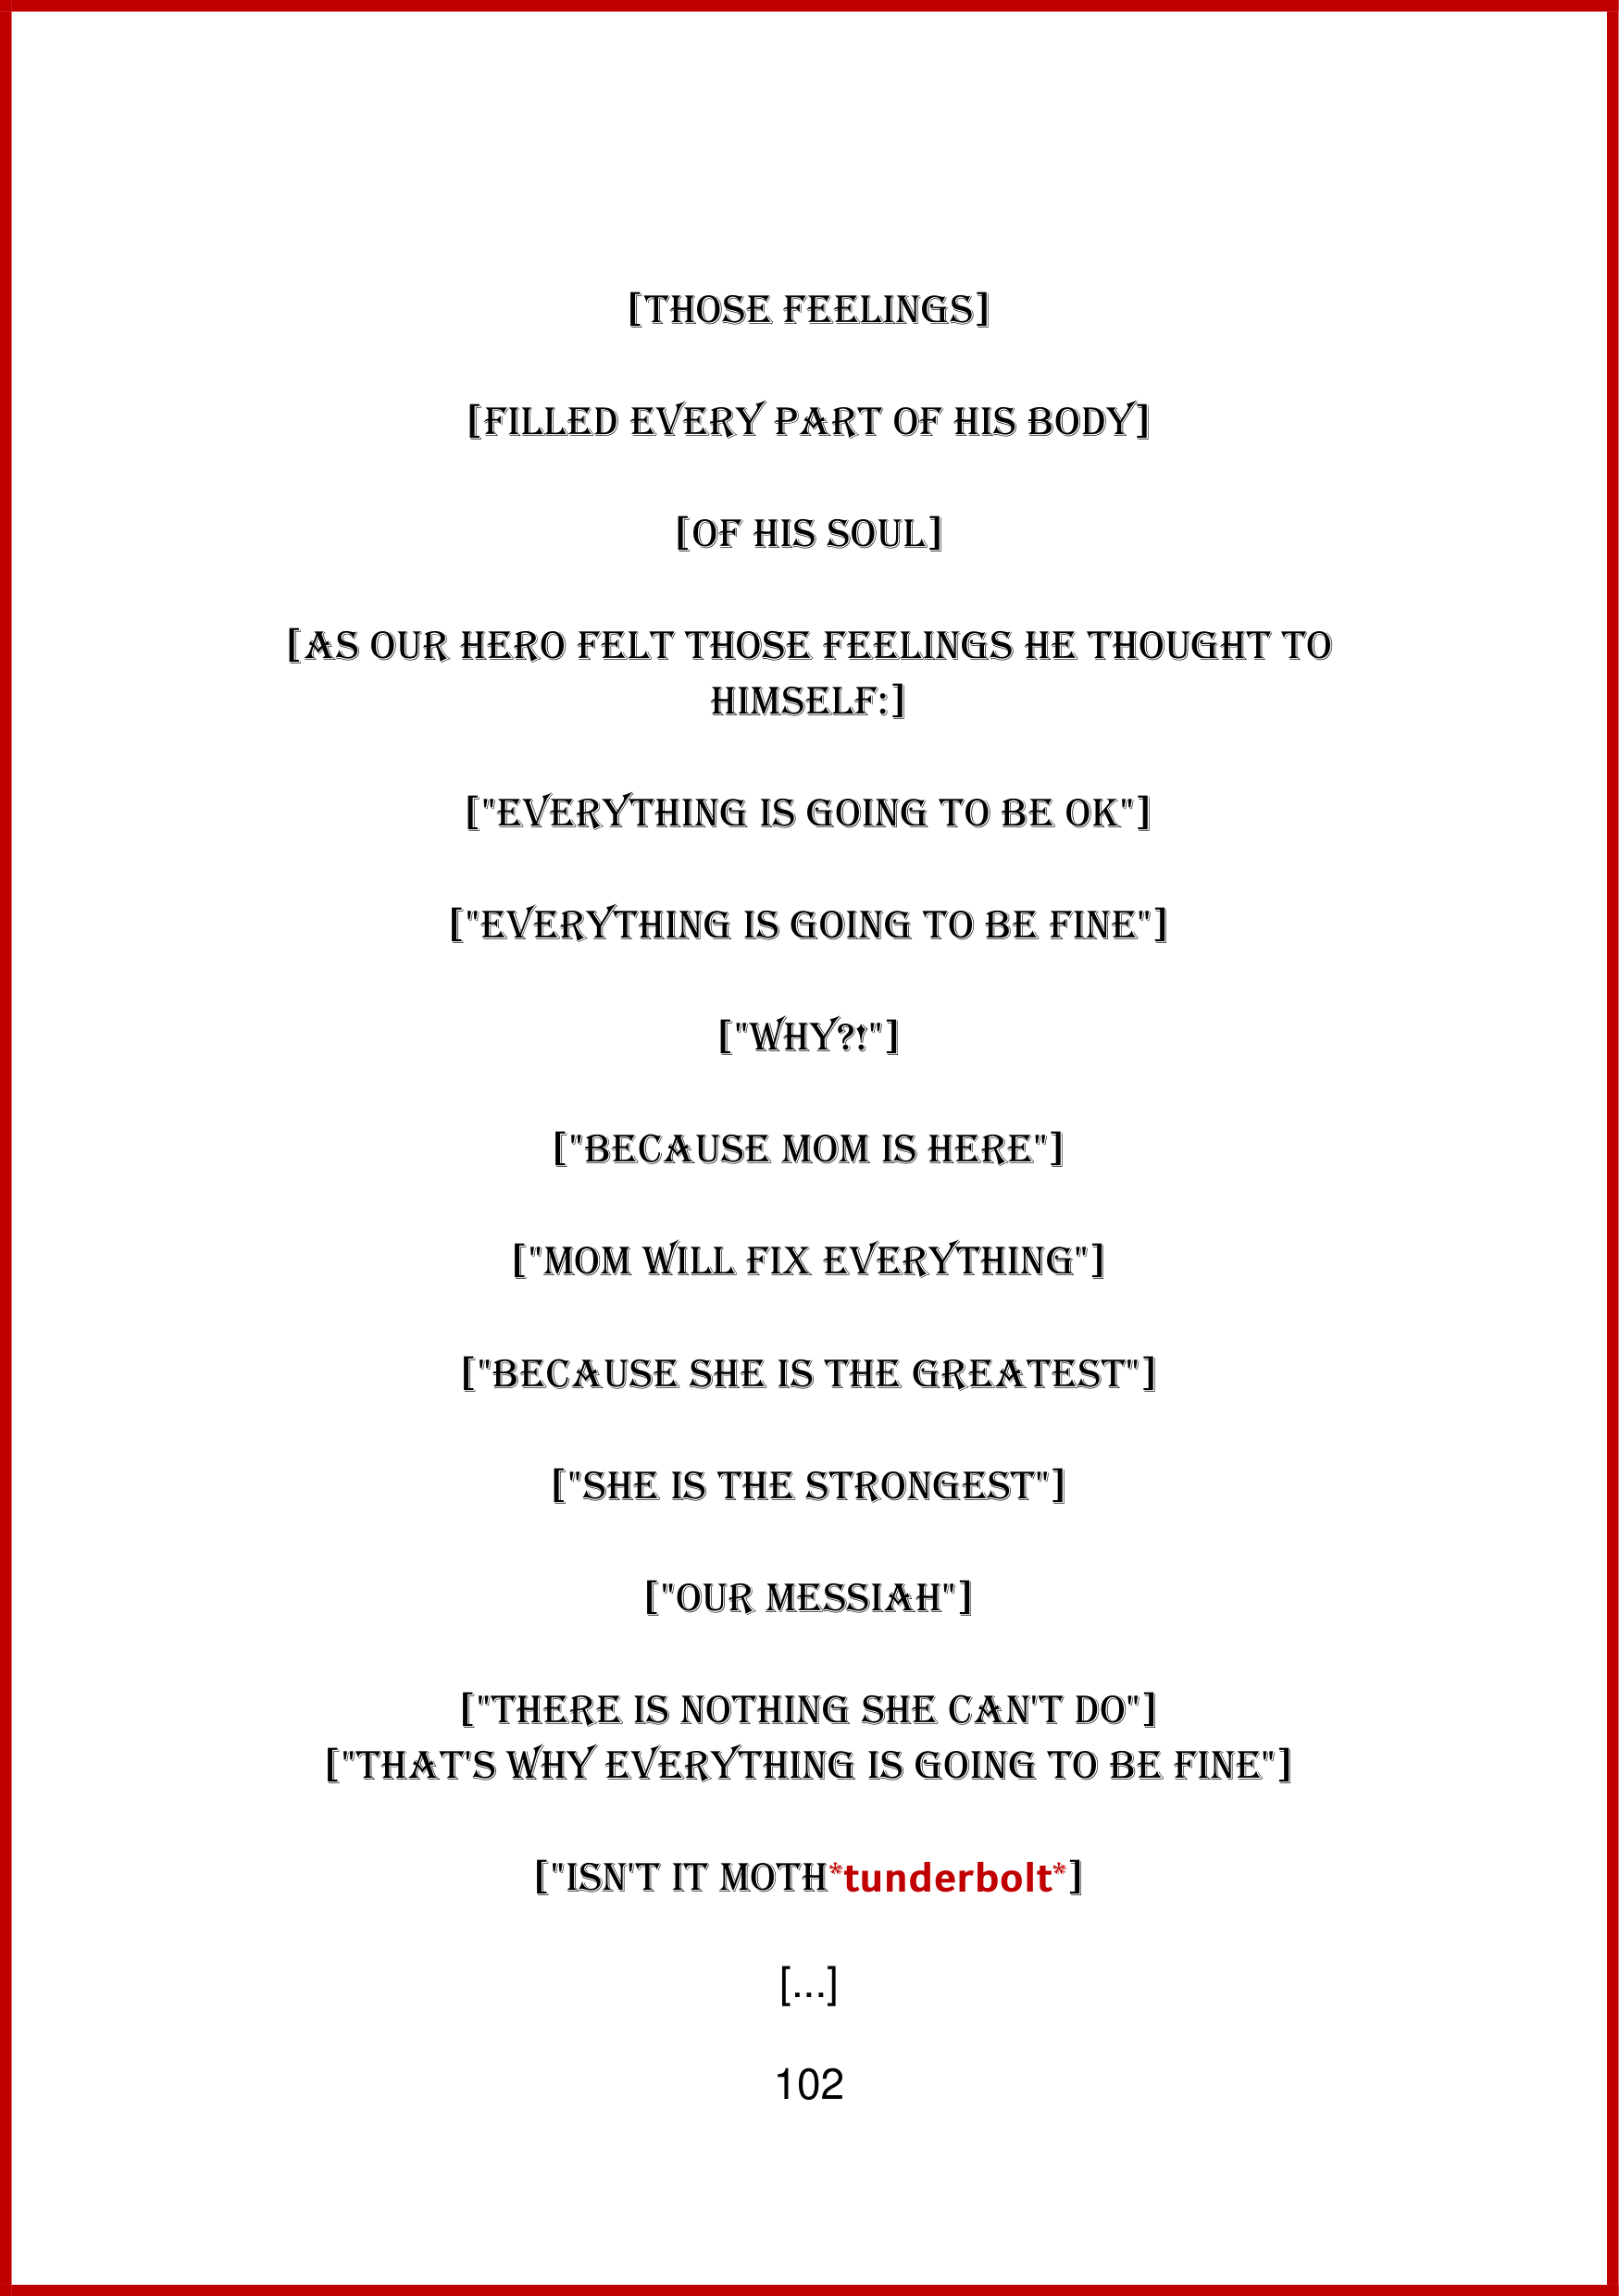 [THOSE FEELINGS]
[FILLED EVERY PART OF HIS BODY]
[OF HIS SOUL]
[AS OUR HERO FELT THOSE FEELINGS HE THOUGHT TO
HIMSELF:]
["EVERYTHING IS GOING TO BE OK"]
["EVERYTHING IS GOING TO BE FINE"]
["WHY?!"]
["BECAUSE MOM IS HERE"]
["MOM WILL FIX EVERYTHING"]
["BECAUSE SHE IS THE GREATEST"]
["SHE IS THE STRONGEST"]
["OUR MESSIAH"]
["THERE IS NOTHING SHE CAN'T DO"]
["THAT'S WHY EVERYTHING IS GOING TO BE FINE"]
["ISN'T IT MOTH*tunderbolt*]
[...]
102